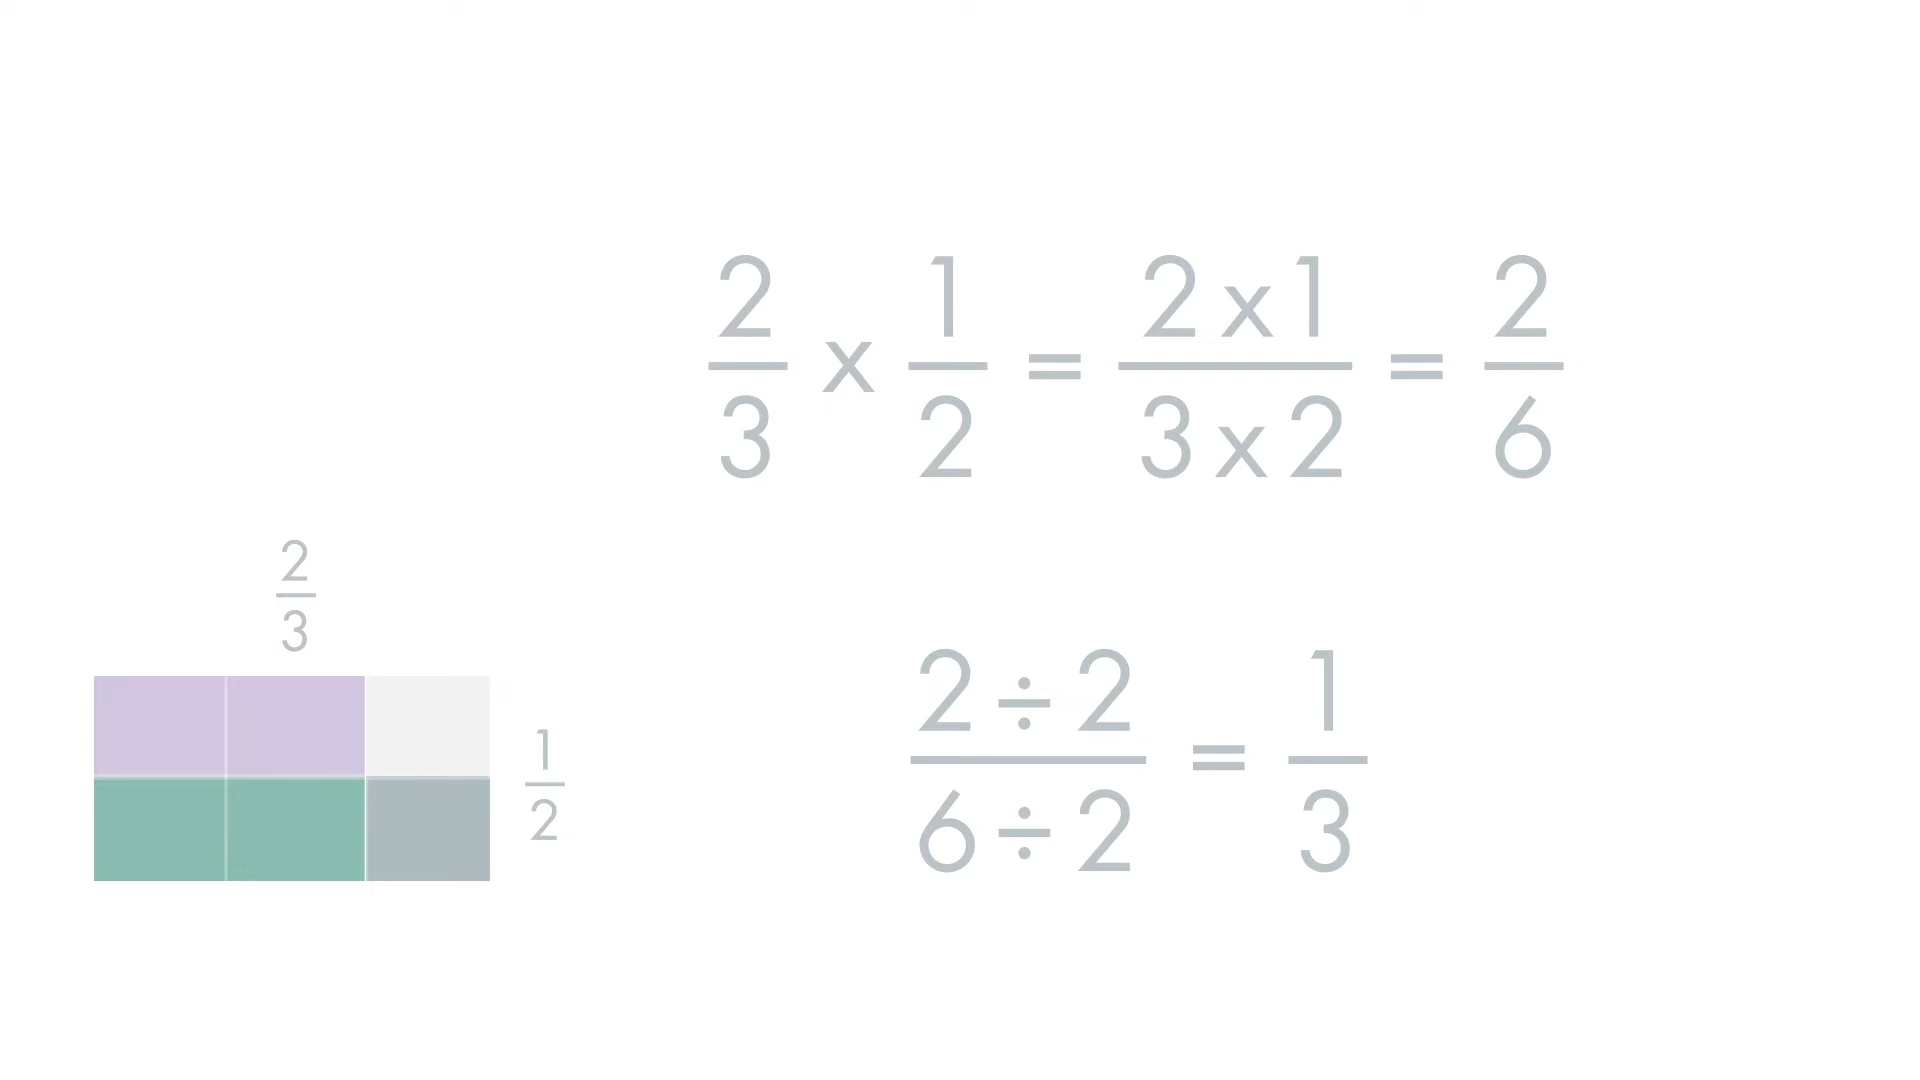 2/3 x 1/2 = 2 x 1/3 x 2 = 2/6
2/3
1/2
2 ÷ 2/6 ÷ 2 = 1/3